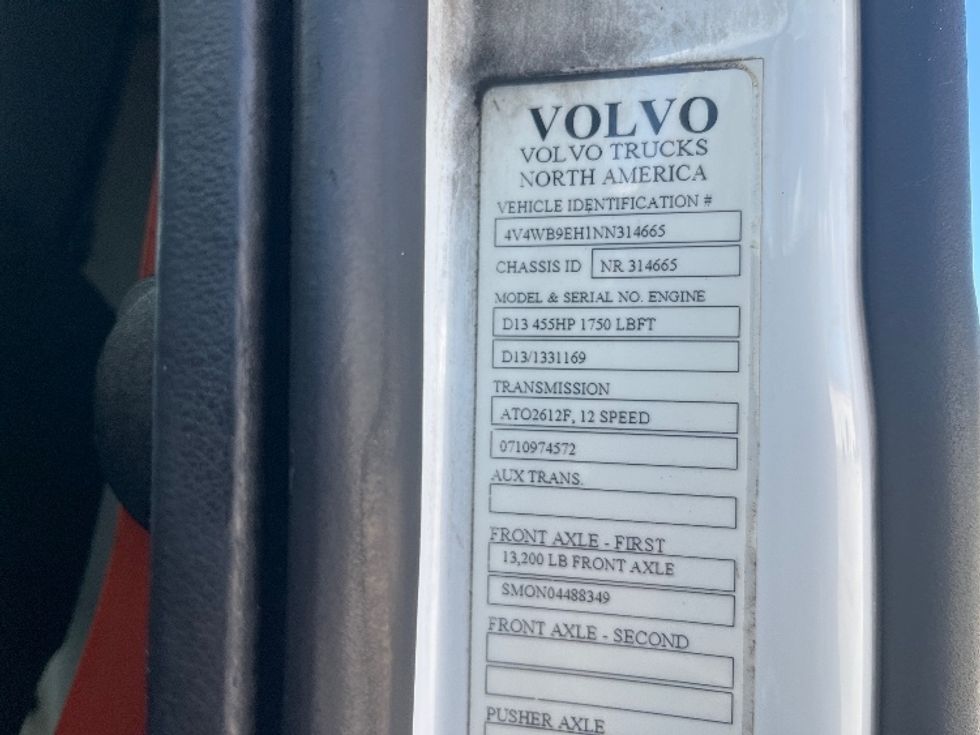 VOLVO
VOLVO TRUCKS
NORTH AMERICA
VEHICLE IDENTIFICATION #
4V4WB9EH1NN314665
CHASSIS ID NR 314665
MODEL & SERIAL NO. ENGINE
D13 455HP 1750 LBFT
D13/1331169
TRANSMISSION
ATO2612F, 12 SPEED
0710974572
AUX TRANS.
FRONT AXLE - FIRST
13,200 LB FRONT AXLE
SMON04488349
FRONT AXLE - SECOND
PUSHER AXLE